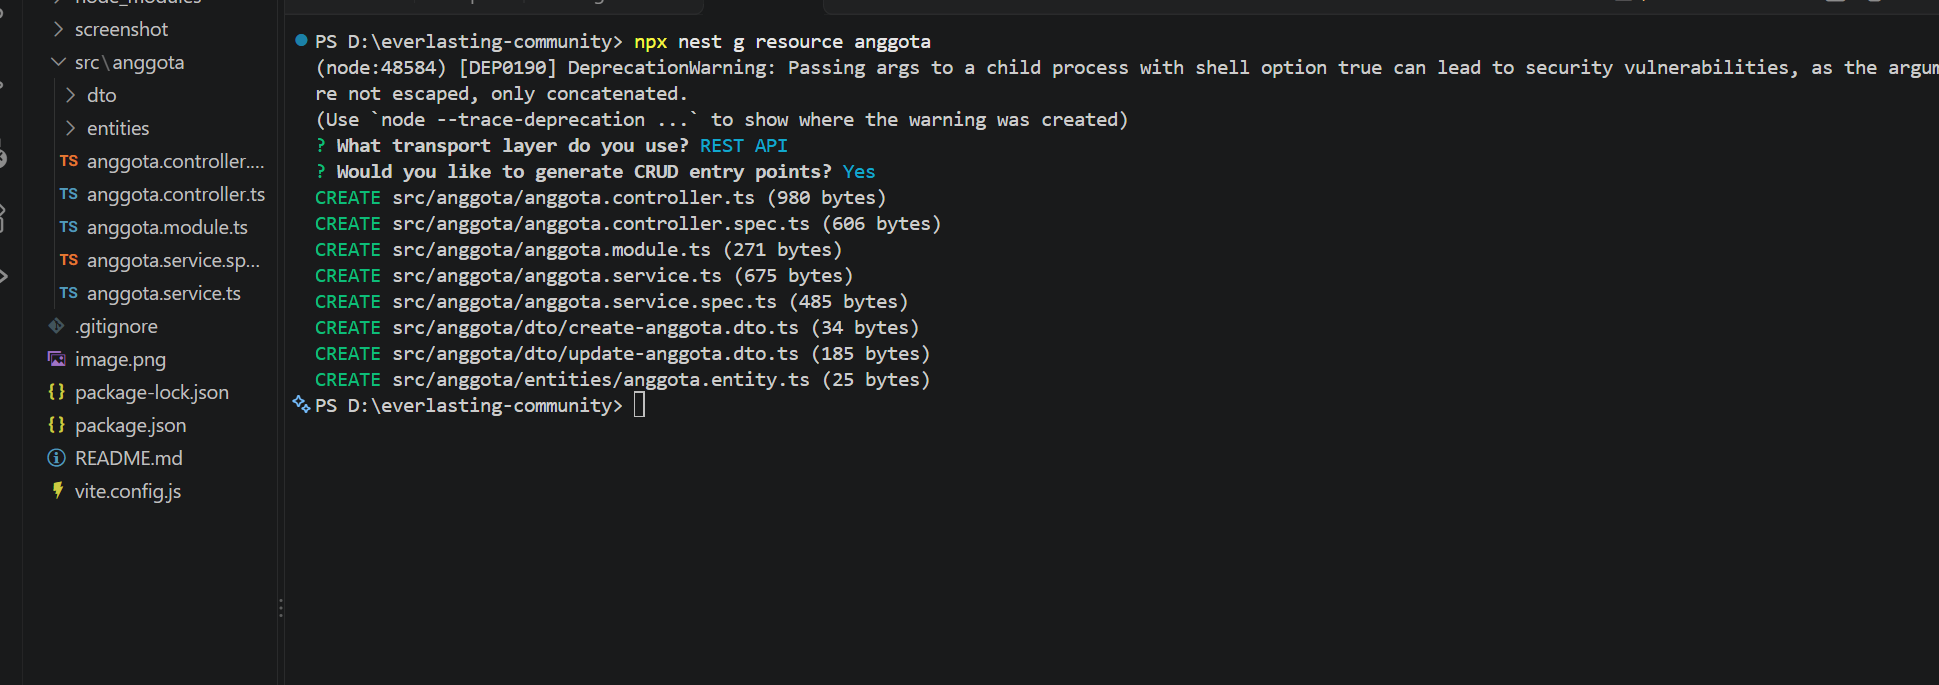 node_modules
screenshot
src\anggota
dto
entities
TS anggota.controller....
TS anggota.controller.ts
TS anggota.module.ts
TS anggota.service.sp...
TS anggota.service.ts
.gitignore
image.png
{} package-lock.json
{} package.json
README.md
vite.config.js
PS D:\everlasting-community> npx nest g resource anggota
(node:48584) [DEP0190] DeprecationWarning: Passing args to a child process with shell option true can lead to security vulnerabilities, as the argum
re not escaped, only concatenated.
(Use `node --trace-deprecation ...` to show where the warning was created)
? What transport layer do you use? REST API
? Would you like to generate CRUD entry points? Yes
CREATE src/anggota/anggota.controller.ts (980 bytes)
CREATE src/anggota/anggota.controller.spec.ts (606 bytes)
CREATE src/anggota/anggota.module.ts (271 bytes)
CREATE src/anggota/anggota.service.ts (675 bytes)
CREATE src/anggota/anggota.service.spec.ts (485 bytes)
CREATE src/anggota/dto/create-anggota.dto.ts (34 bytes)
CREATE src/anggota/dto/update-anggota.dto.ts (185 bytes)
CREATE src/anggota/entities/anggota.entity.ts (25 bytes)
PS D:\everlasting-community>